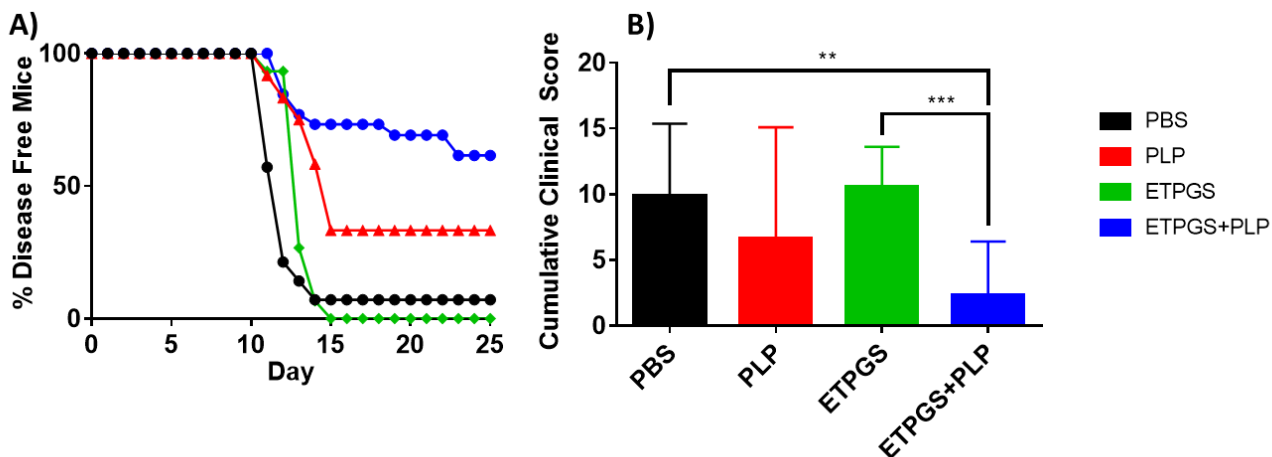 A)
% Disease Free Mice
100
50
0
0 5 10 15 20 25
Day
B)
Cumulative Clinical Score
20
15
10
5
0
**
***
PBS
PLP
ETPGS
ETPGS+PLP
PBS
PLP
ETPGS
ETPGS+PLP